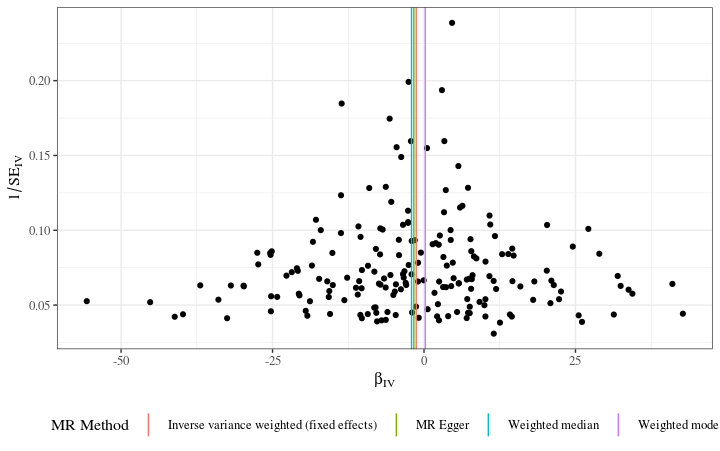 0.20
0.15
0.10
0.05
1/SE_IV
-50
-25
0
25
β_IV
MR Method
Inverse variance weighted (fixed effects)
MR Egger
Weighted median
Weighted mode